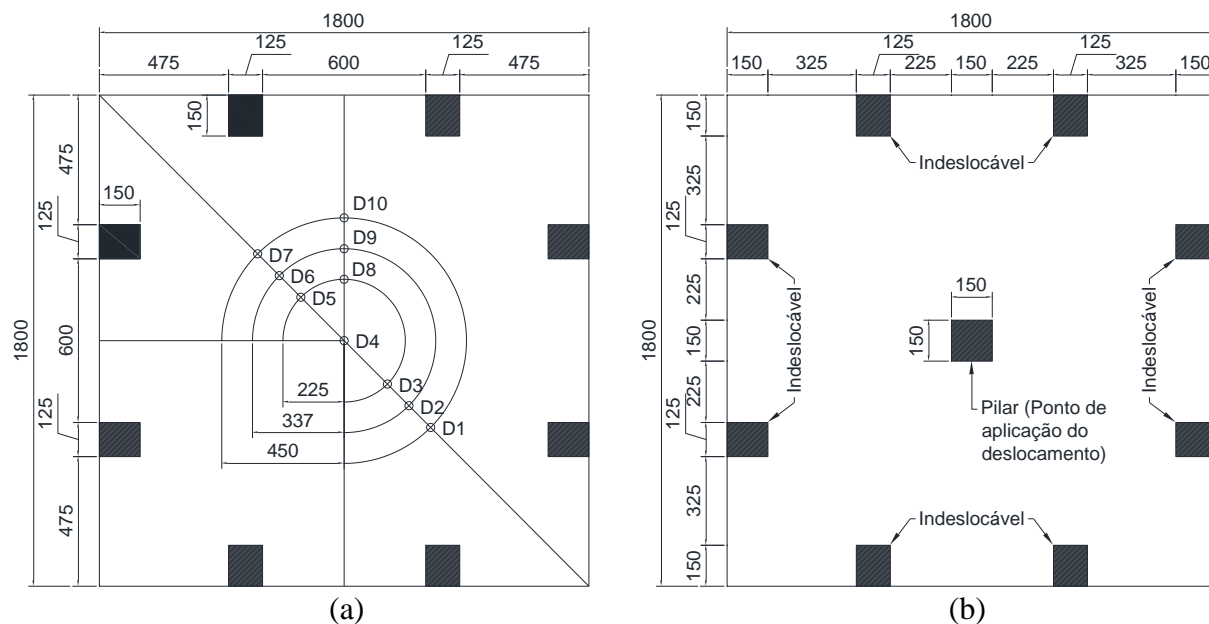 1800
125
125
475
600
475
150
475
150
125
1800
600
125
475
D10
D9
D7
D8
D6
D5
D4
D3
D2
D1
225
337
450
(a)
1800
125
125
150
325
225
150
225
325
150
150
325
125
225
1800
150
225
125
325
150
Indeslocável
Indeslocável
Indeslocável
150
150
Pilar (Ponto de
aplicação do
deslocamento)
Indeslocável
(b)